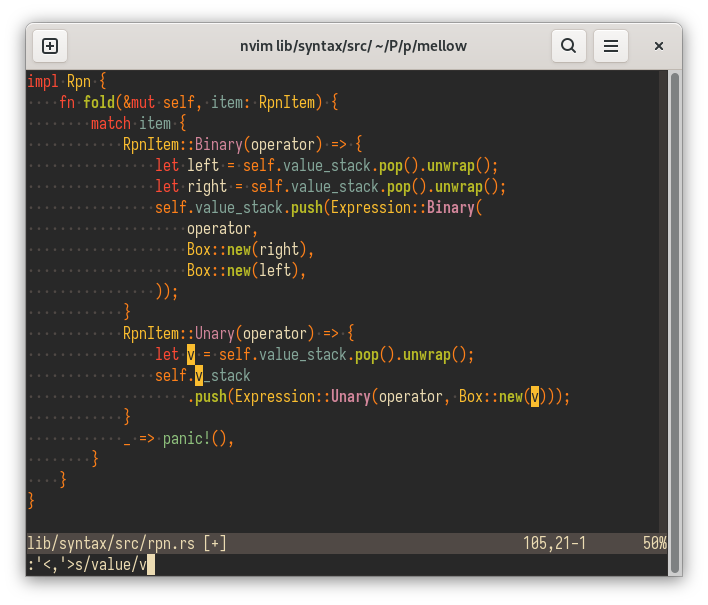 nvim lib/syntax/src/ ~/P/p/mellow
impl·Rpn·{
····fn·fold(&mut·self,·item:·RpnItem)·{
········match·item·{
············RpnItem::Binary(operator)·=>·{
················let·left·=·self.value_stack.pop().unwrap();
················let·right·=·self.value_stack.pop().unwrap();
················self.value_stack.push(Expression::Binary(
····················operator,
····················Box::new(right),
····················Box::new(left),
················));
············}
············RpnItem::Unary(operator)·=>·{
················let·v·=·self.value_stack.pop().unwrap();
················self.v_stack
····················.push(Expression::Unary(operator,·Box::new(v)));
············}
············_·=>·panic!(),
········}
····}
}
lib/syntax/src/rpn.rs [+] 105,21-1 50%
:'<,'>s/value/v